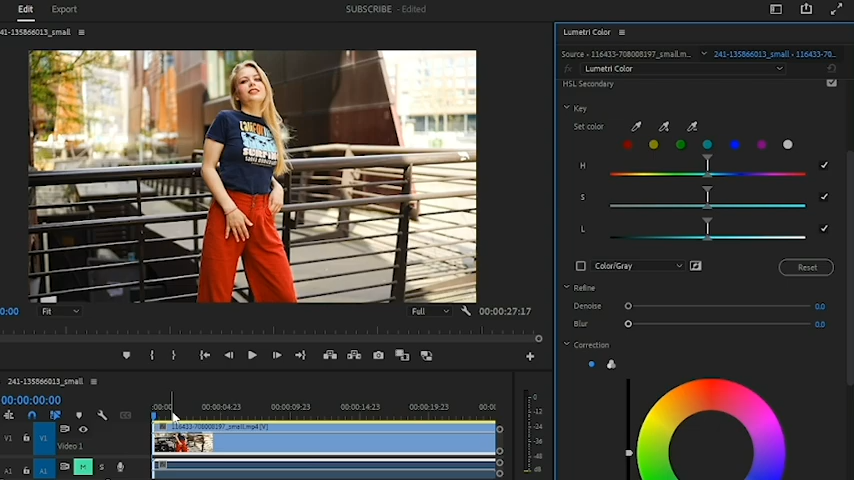 Edit Export SUBSCRIBE - Edited
41-135866013_small
Lumetri Color
Source • 116433-708008197_small.m... 241-135866013_small • 116433-70...
fx Lumetri Color
HSL Secondary
Key
Set color
H
S
L
Color/Gray Reset
Refine
Denoise 0.0
Blur 0.0
Correction
0:00 Fit Full 00:00:27:17
241-135866013_small
00:00:00:00
:00:00 00:00:04:23 00:00:09:23 00:00:14:23 00:00:19:23 00:00
V1 V1 Video 1
116433-708008197_small.mp4 [V]
A1 A1 M S
0
-12
-24
-36
-48
dB